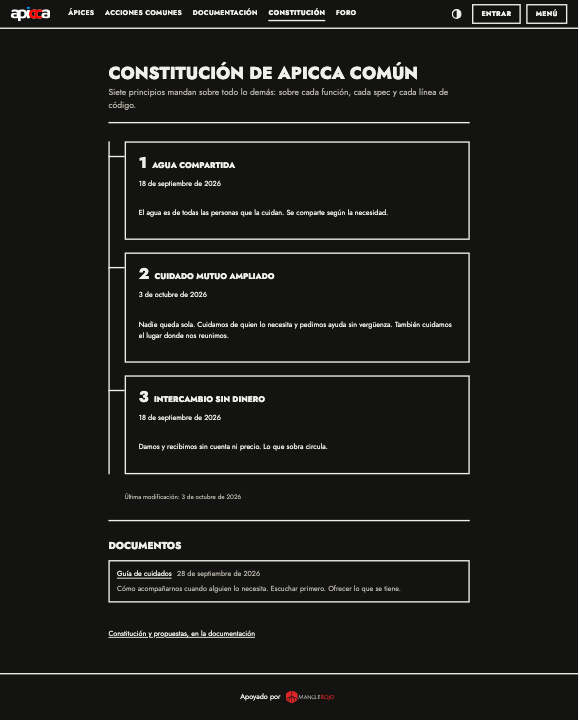 apicca ÁPICES ACCIONES COMUNES DOCUMENTACIÓN CONSTITUCIÓN FORO ENTRAR MENÚ
CONSTITUCIÓN DE APICCA COMÚN
Siete principios mandan sobre todo lo demás: sobre cada función, cada spec y cada línea de
código.
1 AGUA COMPARTIDA
18 de septiembre de 2026
El agua es de todas las personas que la cuidan. Se comparte según la necesidad.
2 CUIDADO MUTUO AMPLIADO
3 de octubre de 2026
Nadie queda sola. Cuidamos de quien lo necesita y pedimos ayuda sin vergüenza. También cuidamos
el lugar donde nos reunimos.
3 INTERCAMBIO SIN DINERO
18 de septiembre de 2026
Damos y recibimos sin cuenta ni precio. Lo que sobra circula.
Última modificación: 3 de octubre de 2026
DOCUMENTOS
Guía de cuidados 28 de septiembre de 2026
Cómo acompañarnos cuando alguien lo necesita. Escuchar primero. Ofrecer lo que se tiene.
Constitución y propuestas, en la documentación
Apoyado por MANGLEROJO